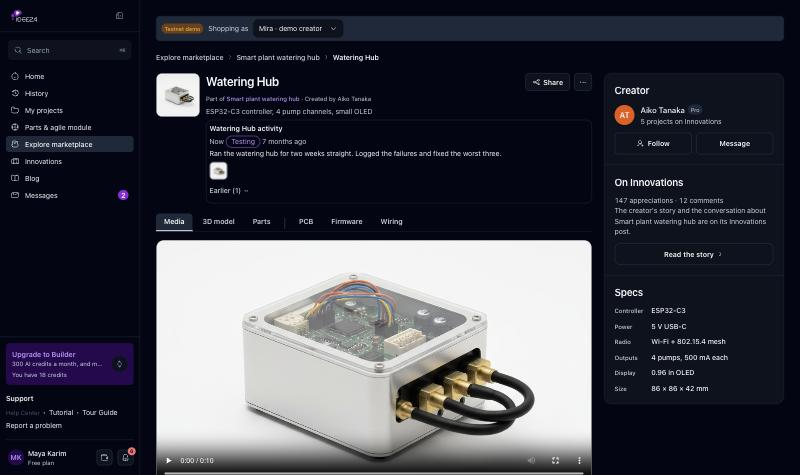 IDEEZA
Search
Home
History
My projects
Parts & agile module
Explore marketplace
Innovations
Blog
Messages
2
Upgrade to Builder
300 AI credits a month, and m...
You have 18 credits
Support
Help Center · Tutorial · Tour Guide
Report a problem
MK
Maya Karim
Free plan
Testnet demo
Shopping as
Mira · demo creator
Explore marketplace › Smart plant watering hub › Watering Hub
Watering Hub
Share
Part of Smart plant watering hub · Created by Aiko Tanaka
ESP32-C3 controller, 4 pump channels, small OLED
Watering Hub activity
Now Testing 7 months ago
Ran the watering hub for two weeks straight. Logged the failures and fixed the worst three.
Earlier (1)
Media
3D model
Parts
PCB
Firmware
Wiring
0:00 / 0:10
Creator
AT
Aiko Tanaka Pro
5 projects on Innovations
Follow
Message
On Innovations
147 appreciations · 12 comments
The creator's story and the conversation about
Smart plant watering hub are on its Innovations
post.
Read the story
Specs
Controller ESP32-C3
Power 5 V USB-C
Radio Wi-Fi + 802.15.4 mesh
Outputs 4 pumps, 500 mA each
Display 0.96 in OLED
Size 86 × 86 × 42 mm